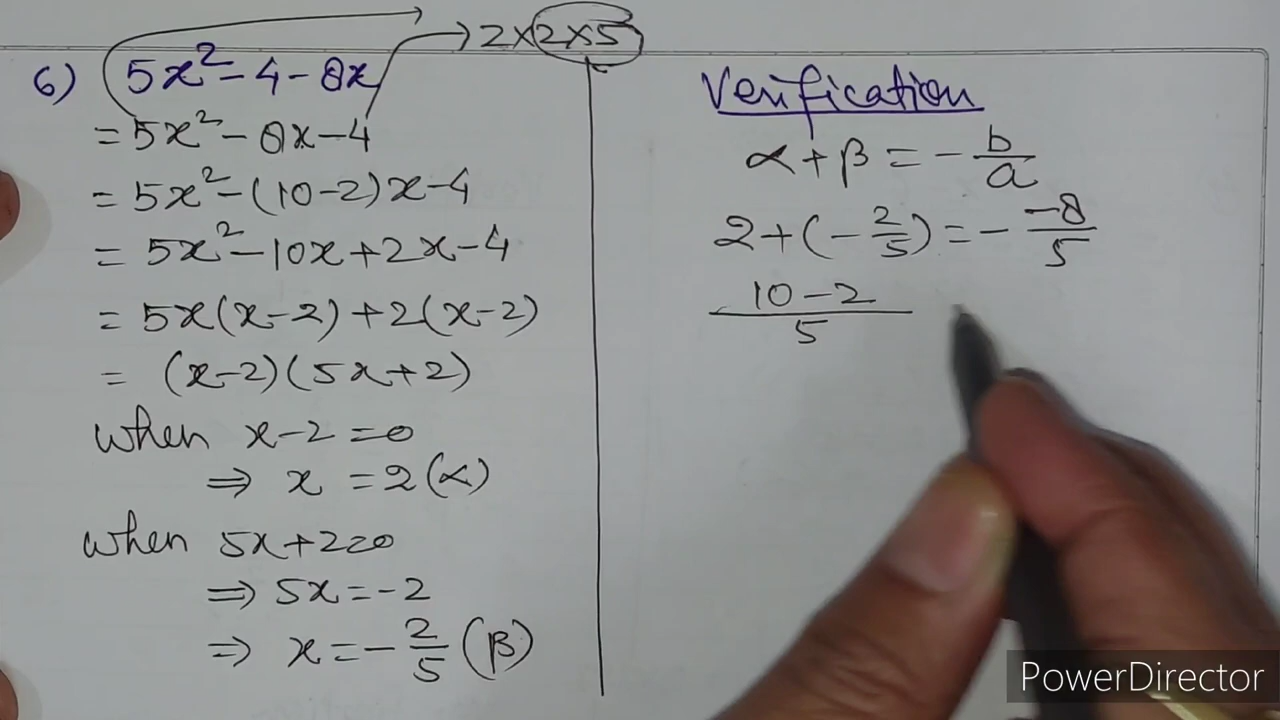 2×2×5
6) 5x²-4-8x
= 5x²-8x-4
= 5x²-(10-2)x-4
= 5x²-10x+2x-4
= 5x(x-2)+2(x-2)
= (x-2)(5x+2)
when x-2=0
⇒ x = 2(α)
when 5x+2=0
⇒ 5x=-2
⇒ x=-2/5 (β)
Verification
α+β = -b/a
2+(-2/5) = - -8/5
10-2/5
PowerDirector